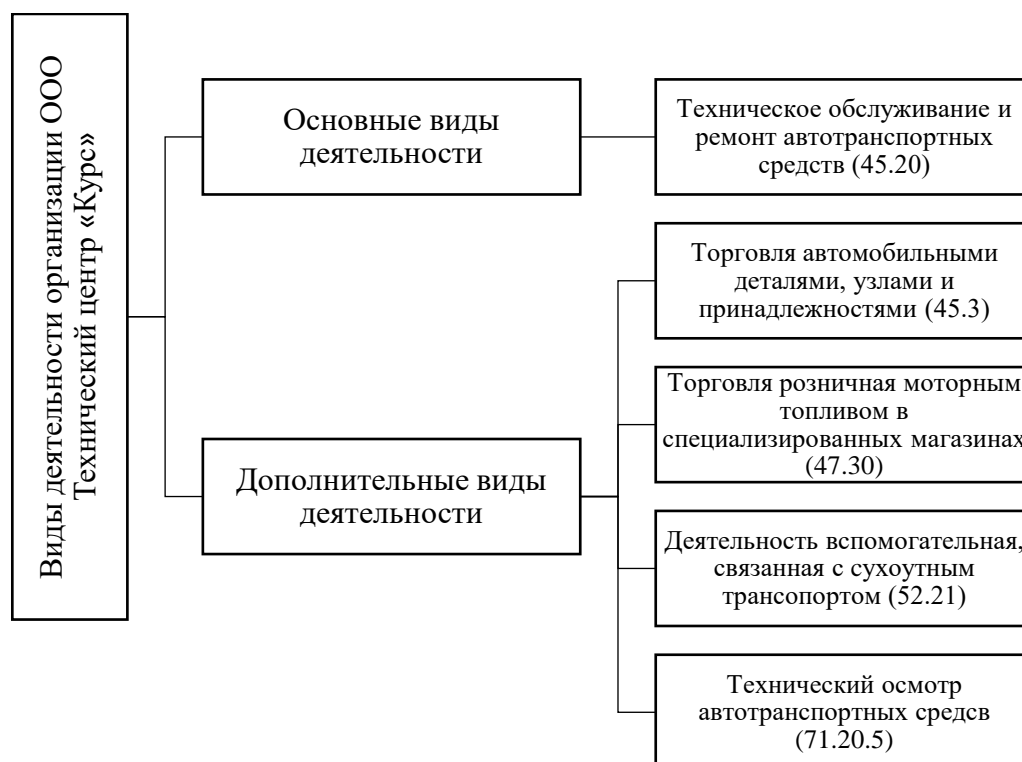 Виды деятельности организации ООО
Технический центр «Курс»
Основные виды
деятельности
Техническое обслуживание и
ремонт автотранспортных
средств (45.20)
Дополнительные виды
деятельности
Торговля автомобильными
деталями, узлами и
принадлежностями (45.3)
Торговля розничная моторным
топливом в
специализированных магазинах
(47.30)
Деятельность вспомогательная,
связанная с сухоутным
трансопортом (52.21)
Технический осмотр
автотранспортных средсв
(71.20.5)